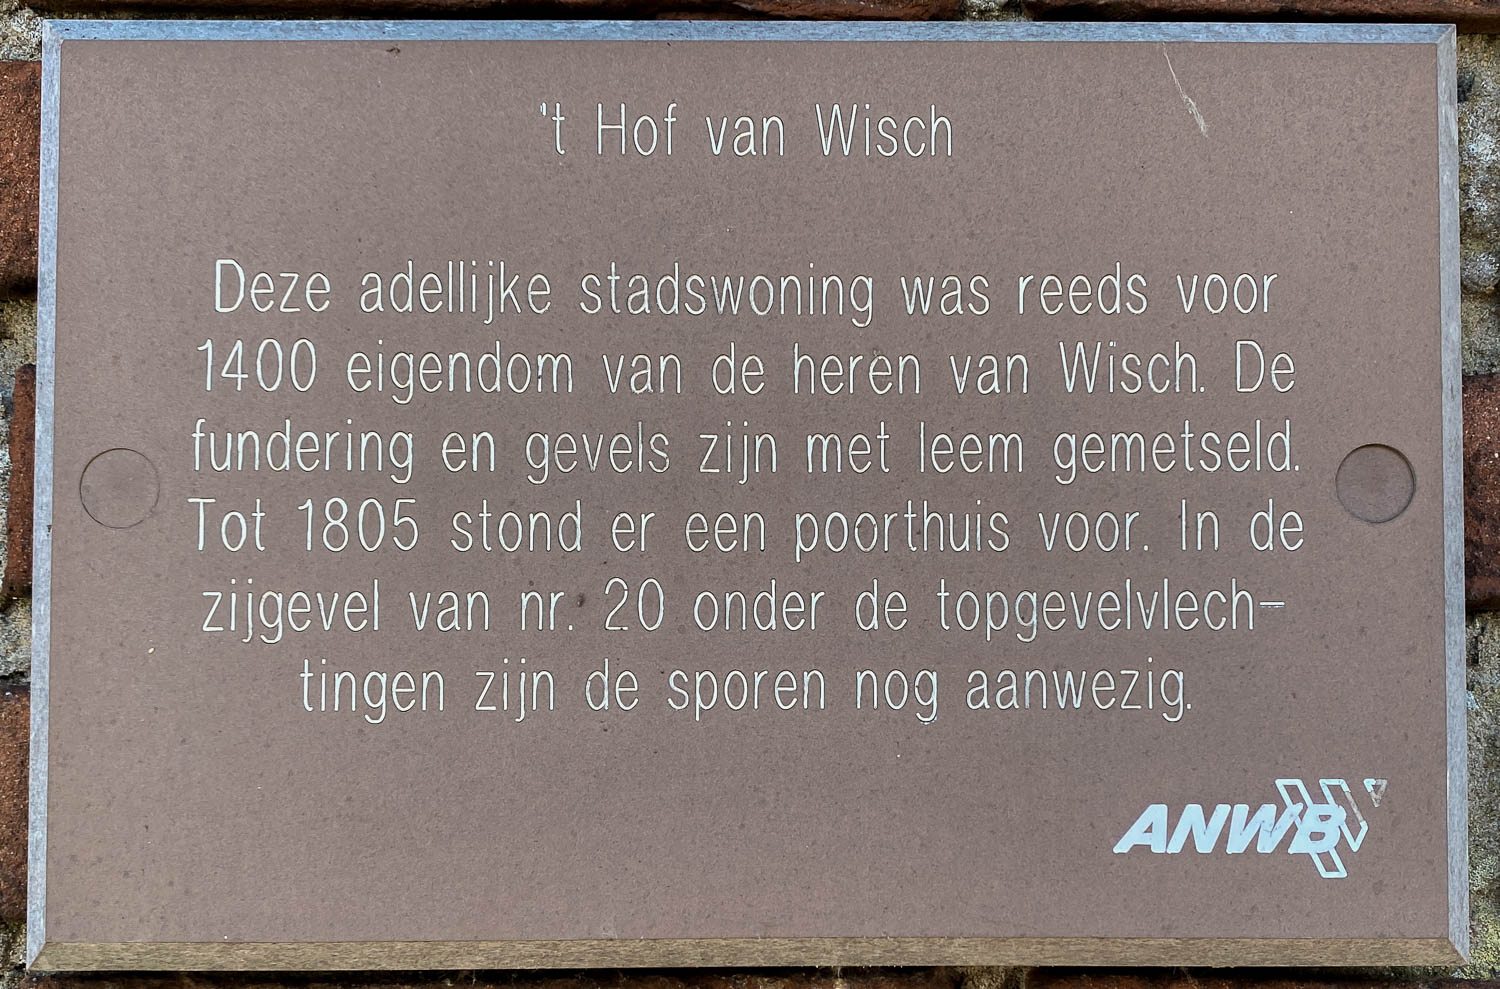 't Hof van Wisch
Deze adellijke stadswoning was reeds voor
1400 eigendom van de heren van Wisch. De
fundering en gevels zijn met leem gemetseld.
Tot 1805 stond er een poorthuis voor. In de
zijgevel van nr. 20 onder de topgevelvlech-
tingen zijn de sporen nog aanwezig.
ANWB